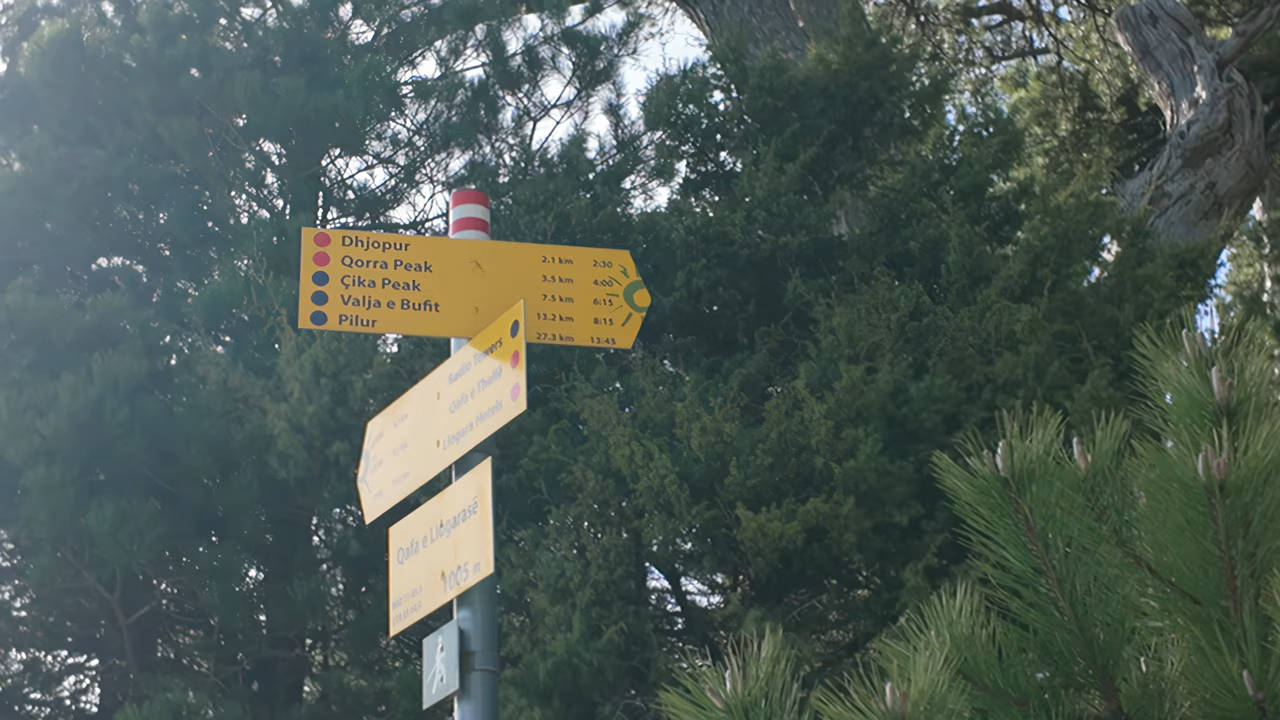 Dhjopur 2.1 km 2:30
Qorra Peak 3.5 km 4:00
Çika Peak 7.5 km 6:15
Valja e Bufit 13.2 km 8:15
Pilur 27.3 km 13:45
Qafa e Thellë
Llogara Hotels
Qafa e Llogarasë
1005 m